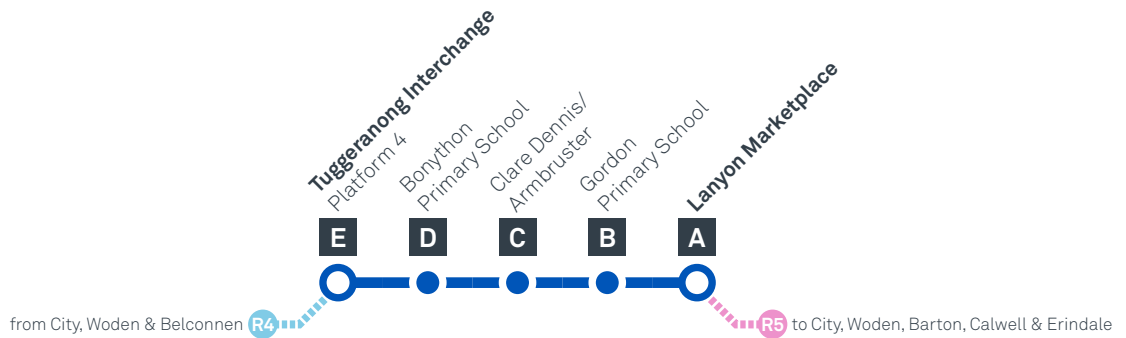 Tuggeranong Interchange
Platform 4
Bonython
Primary School
Clare Dennis/
Armbruster
Gordon
Primary School
Lanyon Marketplace
E
D
C
B
A
from City, Woden & Belconnen R4
R5 to City, Woden, Barton, Calwell & Erindale